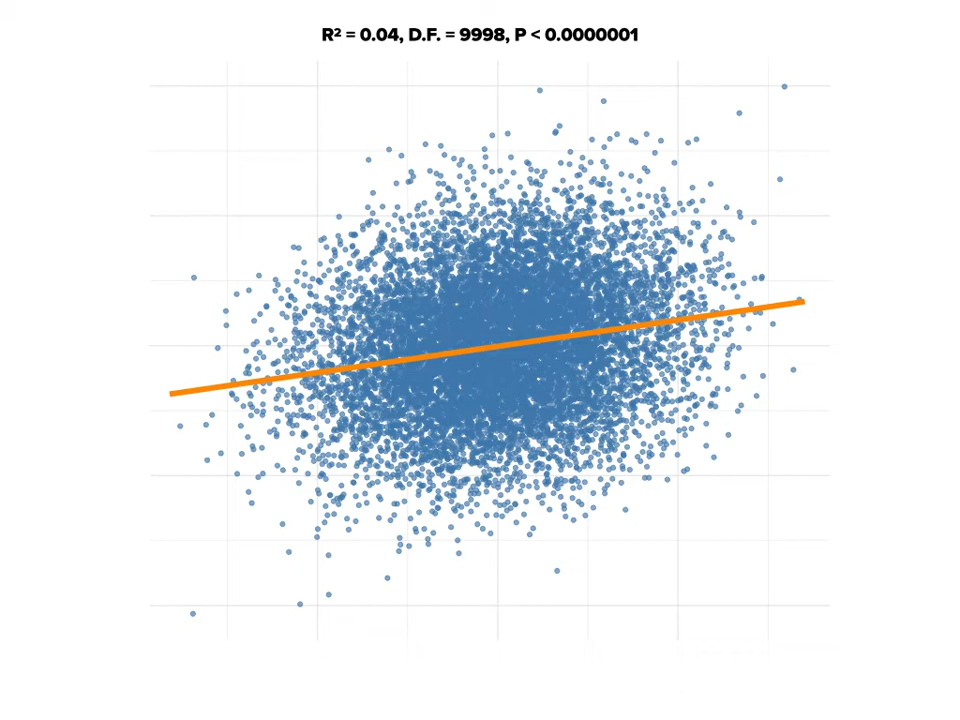 R² = 0.04, D.F. = 9998, P < 0.0000001